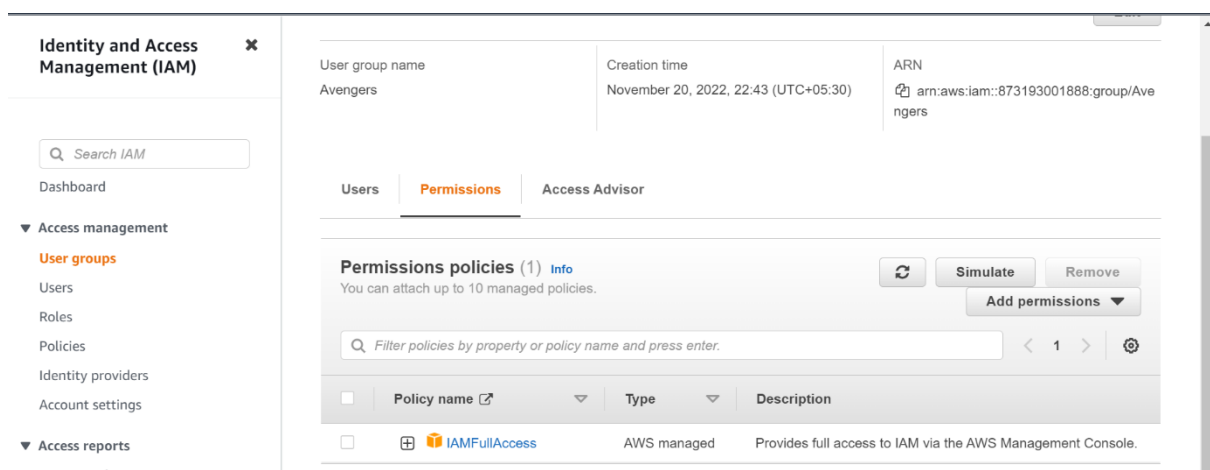 Identity and Access
Management (IAM)
Search IAM
Dashboard
Access management
User groups
Users
Roles
Policies
Identity providers
Account settings
Access reports
User group name
Avengers
Creation time
November 20, 2022, 22:43 (UTC+05:30)
ARN
arn:aws:iam::873193001888:group/Ave
ngers
Users
Permissions
Access Advisor
Permissions policies (1) Info
You can attach up to 10 managed policies.
Simulate
Remove
Add permissions
Filter policies by property or policy name and press enter.
1
Policy name
Type
Description
IAMFullAccess
AWS managed
Provides full access to IAM via the AWS Management Console.